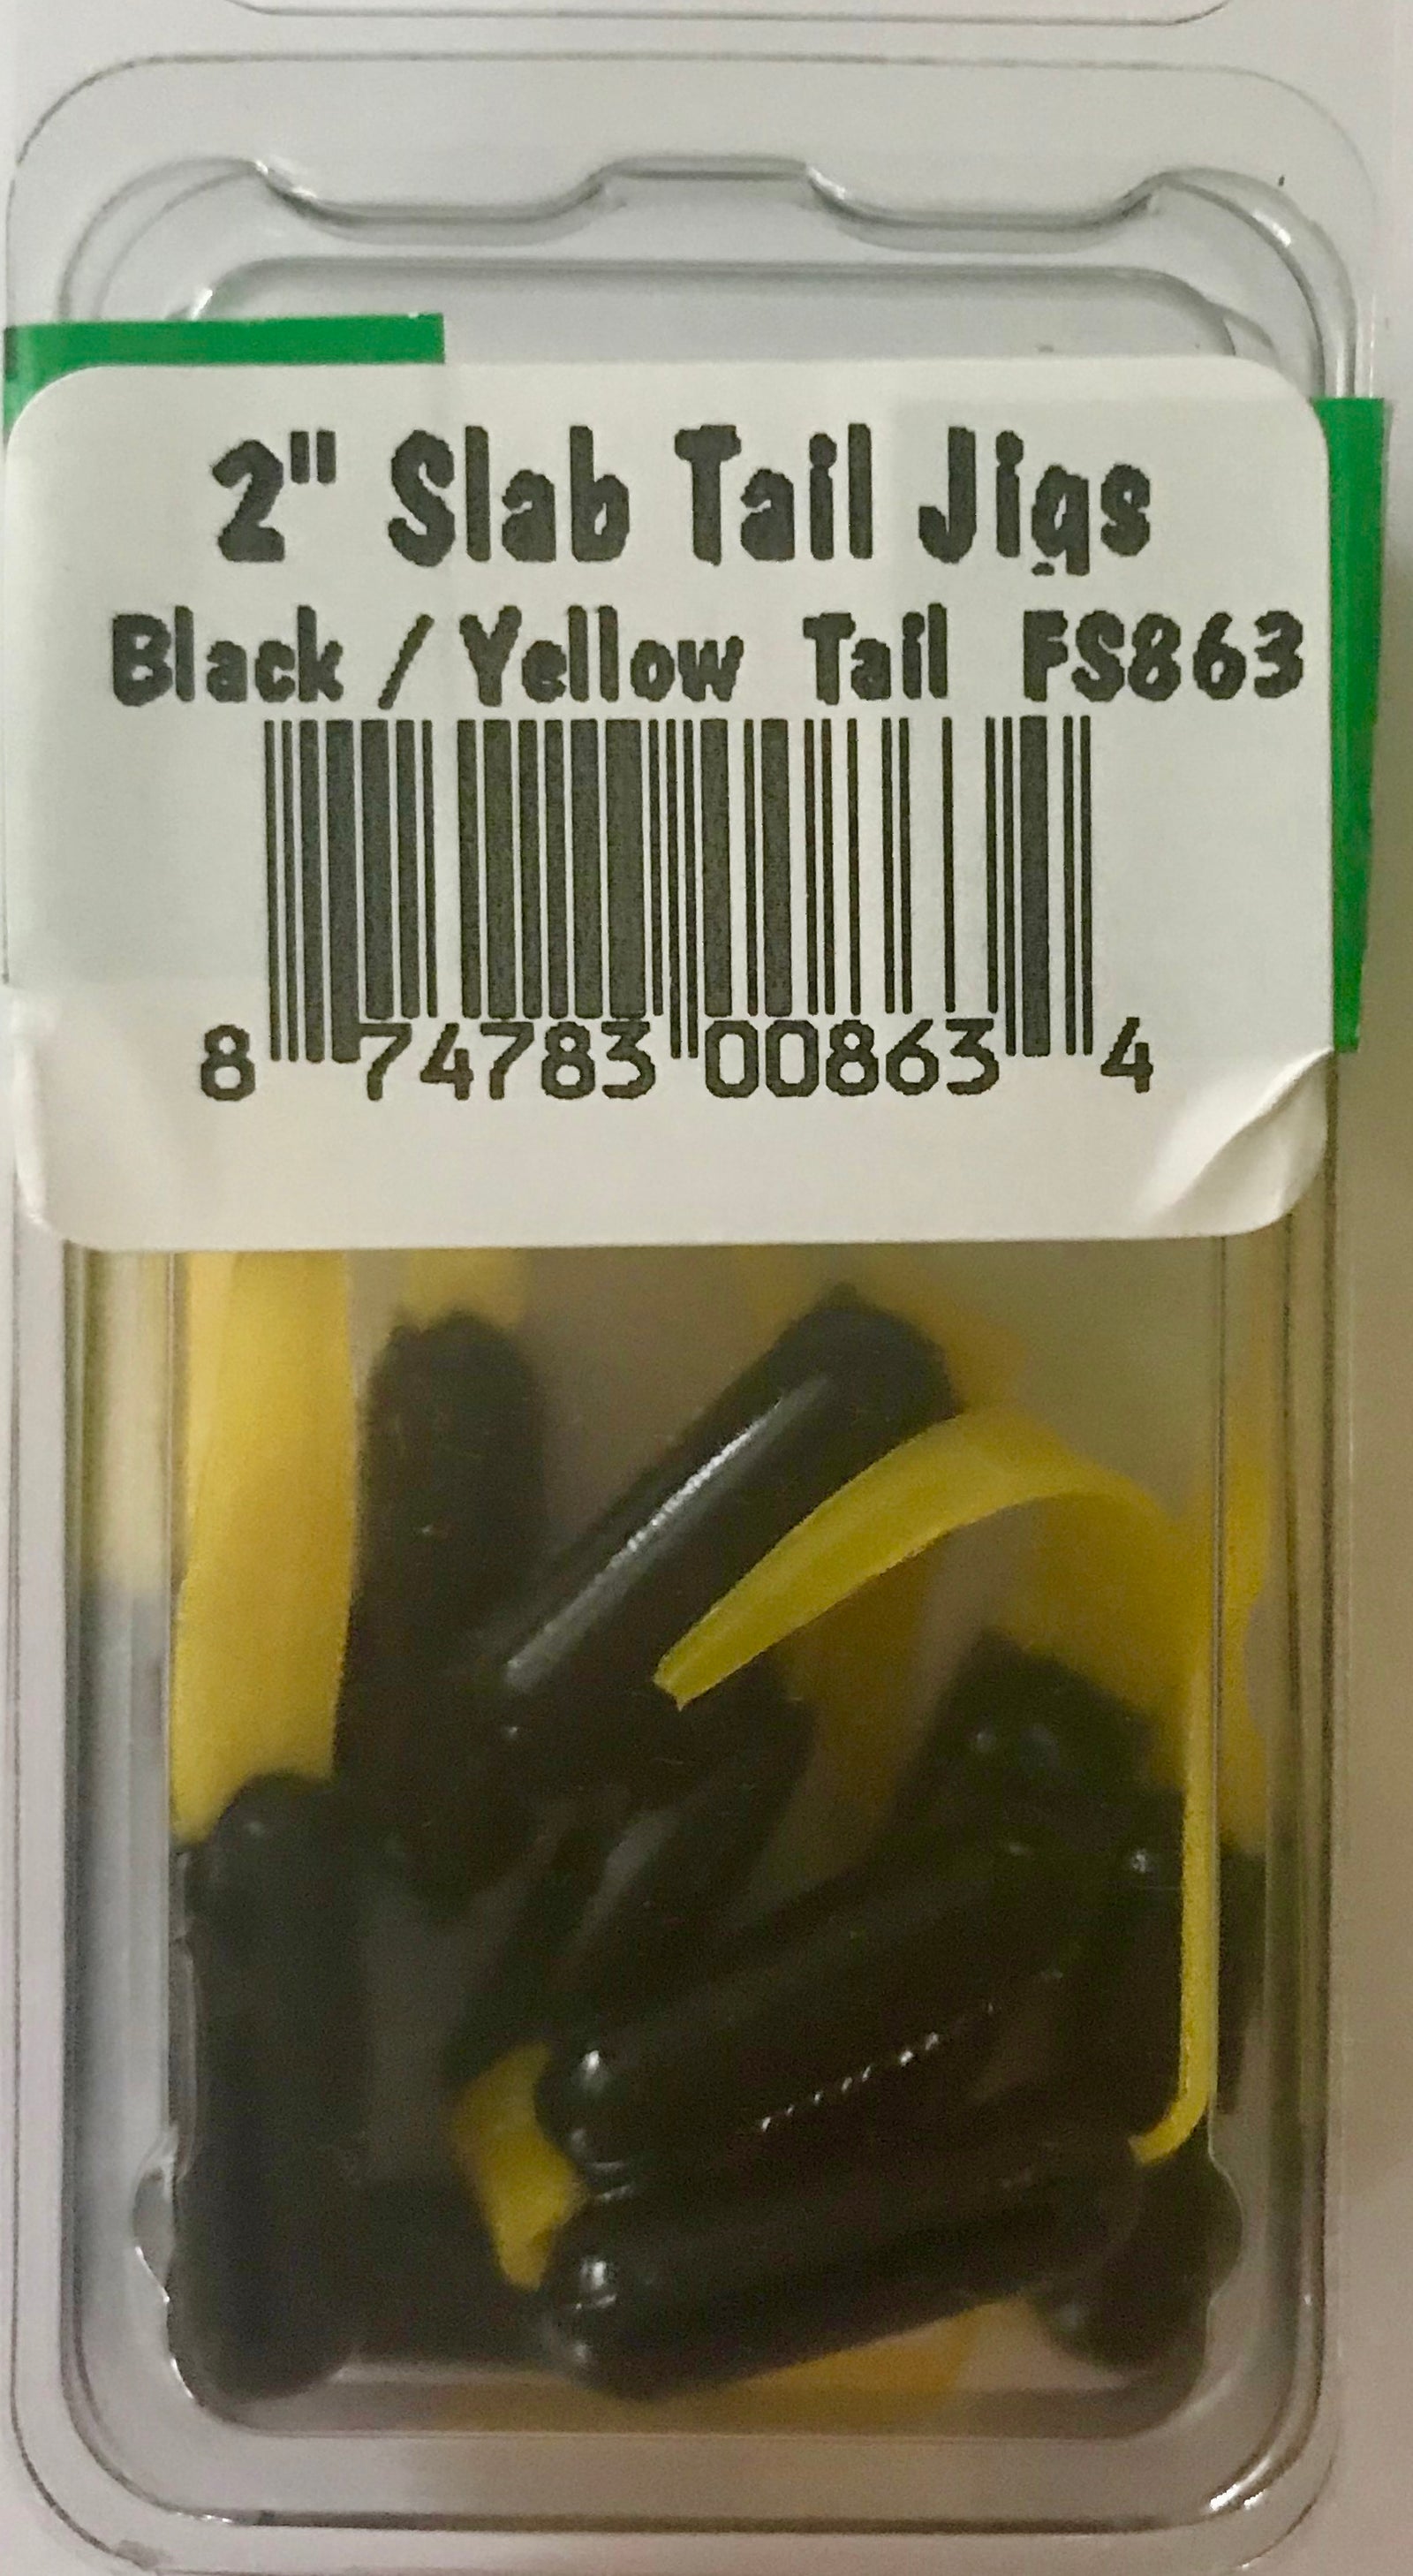 2" Slab Tail Jigs
Black / Yellow Tail FS863
8 74783 00863 4